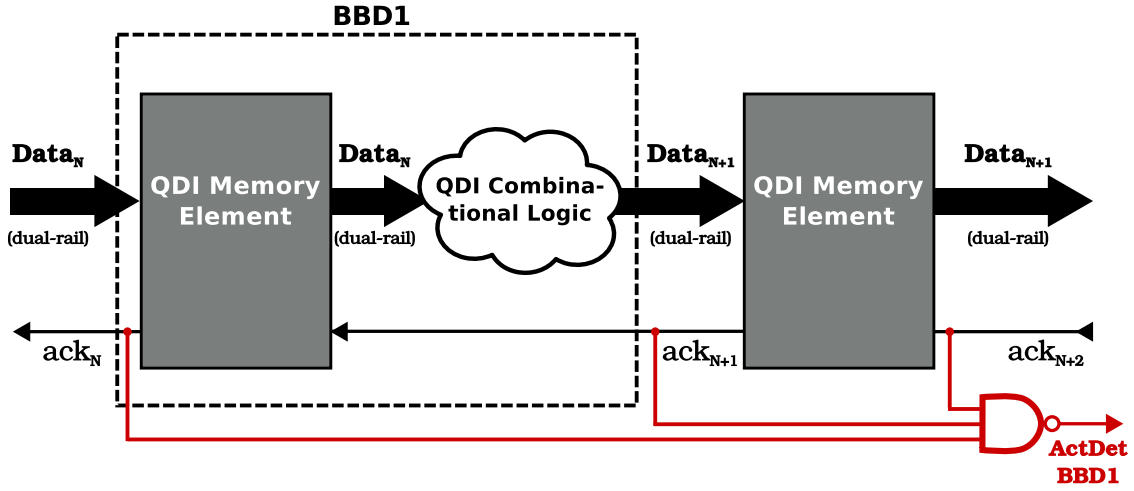 BBD1
Data_N
Data_N
Data_N+1
Data_N+1
QDI Memory
Element
QDI Combina-
tional Logic
QDI Memory
Element
(dual-rail)
(dual-rail)
(dual-rail)
(dual-rail)
ack_N
ack_N+1
ack_N+2
ActDet
BBD1